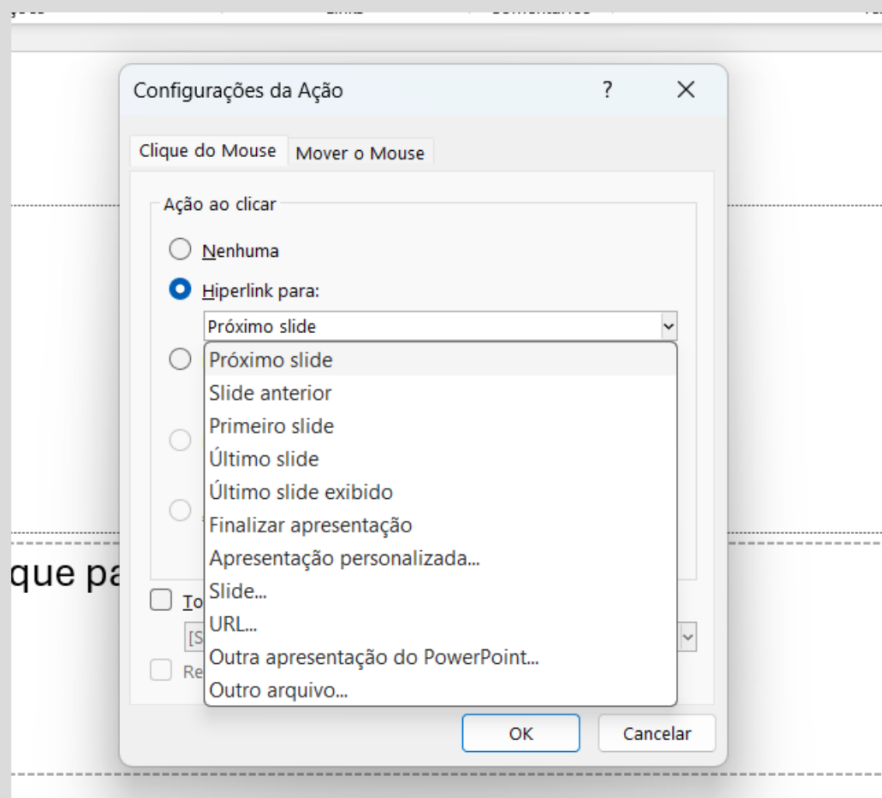 Configurações da Ação ?
Clique do Mouse Mover o Mouse
Ação ao clicar
Nenhuma
Hiperlink para:
Próximo slide
Próximo slide
Slide anterior
Primeiro slide
Último slide
Último slide exibido
Finalizar apresentação
Apresentação personalizada...
que pa
Slide...
To
URL...
[S
Outra apresentação do PowerPoint...
Re
Outro arquivo...
OK Cancelar